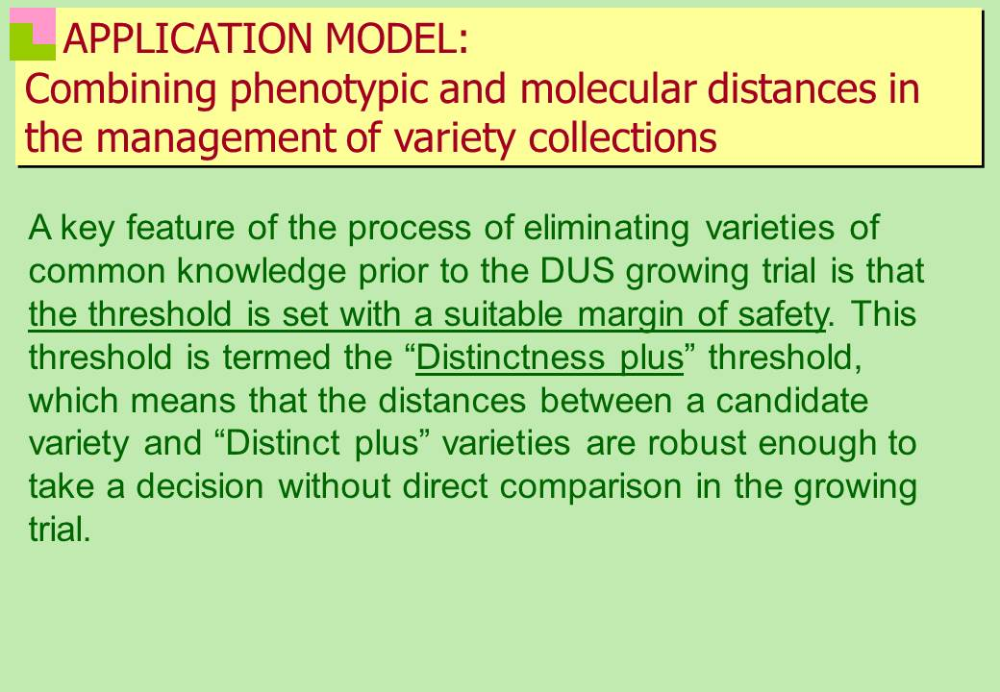 APPLICATION MODEL:
Combining phenotypic and molecular distances in
the management of variety collections
A key feature of the process of eliminating varieties of
common knowledge prior to the DUS growing trial is that
the threshold is set with a suitable margin of safety. This
threshold is termed the “Distinctness plus” threshold,
which means that the distances between a candidate
variety and “Distinct plus” varieties are robust enough to
take a decision without direct comparison in the growing
trial.